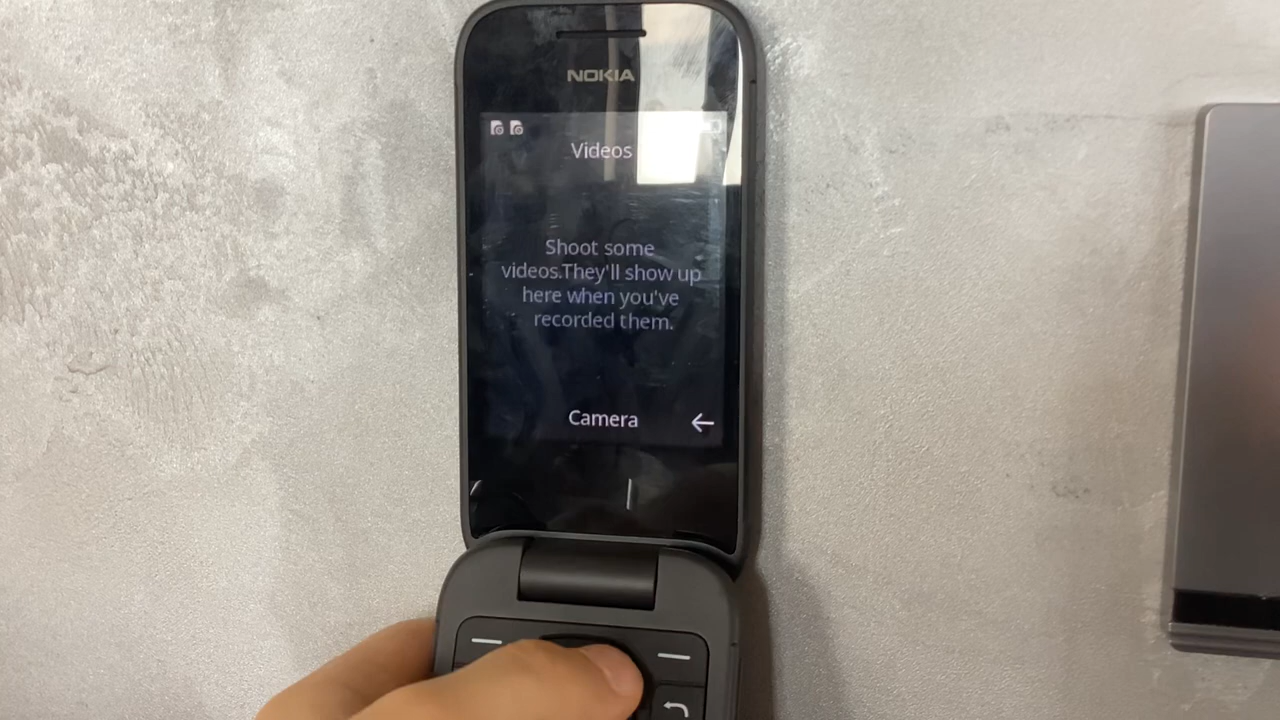 NOKIA
Videos
Shoot some
videos.They'll show up
here when you've
recorded them.
Camera